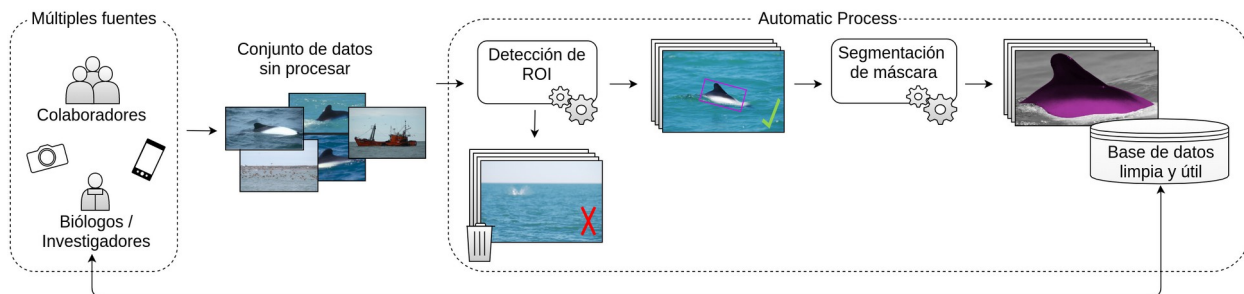 Múltiples fuentes
Colaboradores
Biólogos /
Investigadores
Conjunto de datos
sin procesar
Automatic Process
Detección de
ROI
Segmentación
de máscara
Base de datos
limpia y útil